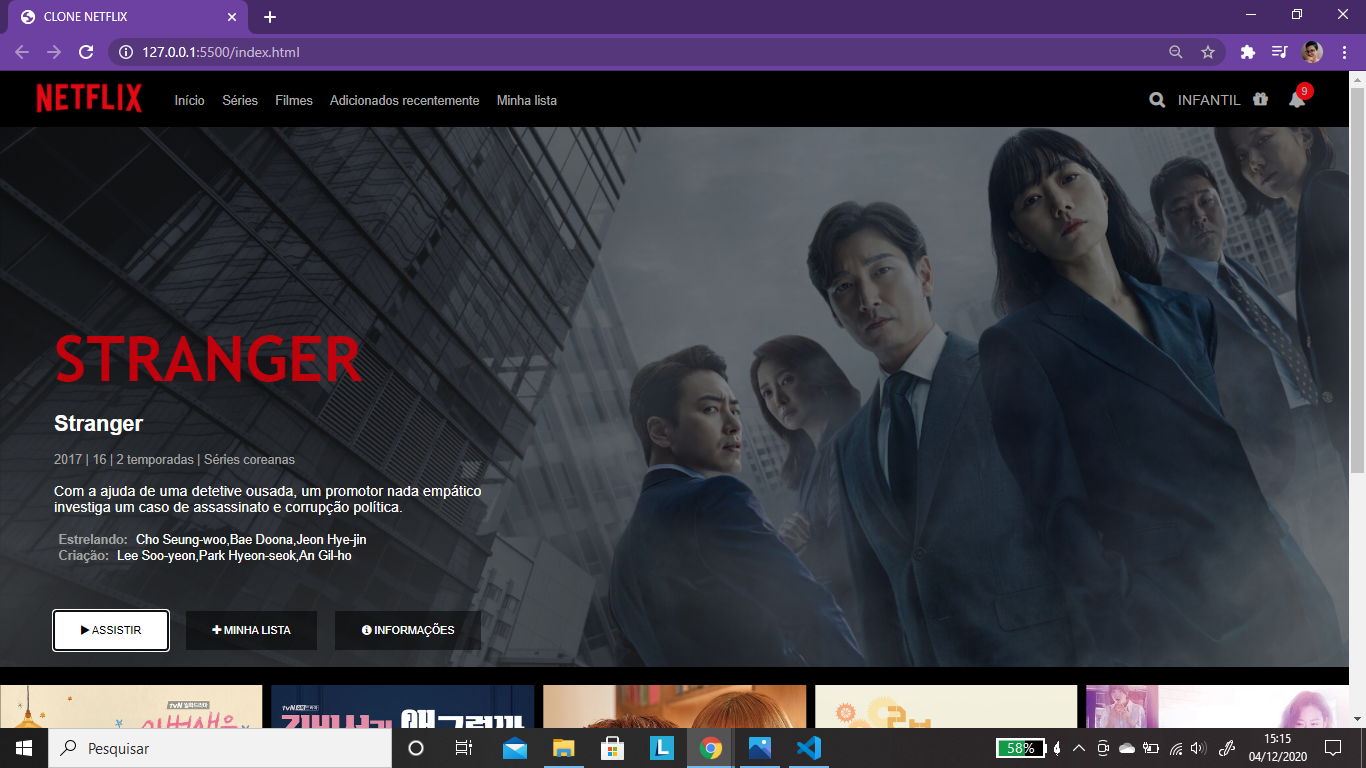 CLONE NETFLIX
127.0.0.1:5500/index.html
NETFLIX
Início Séries Filmes Adicionados recentemente Minha lista
INFANTIL
9
STRANGER
Stranger
2017 | 16 | 2 temporadas | Séries coreanas
Com a ajuda de uma detetive ousada, um promotor nada empático
investiga um caso de assassinato e corrupção política.
Estrelando: Cho Seung-woo,Bae Doona,Jeon Hye-jin
Criação: Lee Soo-yeon,Park Hyeon-seok,An Gil-ho
ASSISTIR MINHA LISTA INFORMAÇÕES
tvN
tvN
Pesquisar
L
58%
15:15
04/12/2020